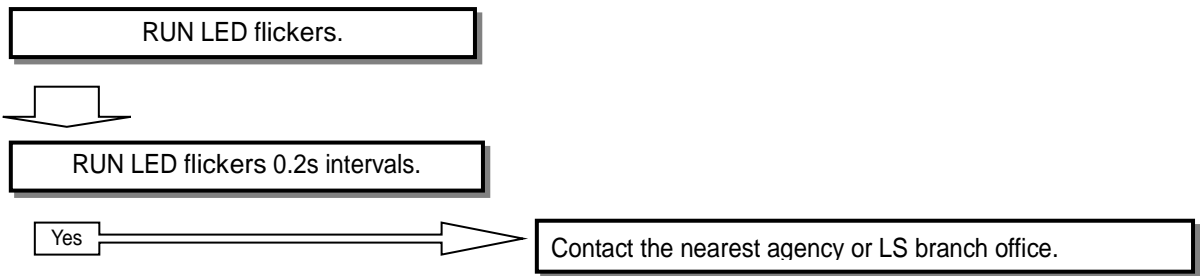 RUN LED flickers.
RUN LED flickers 0.2s intervals.
Yes
Contact the nearest agency or LS branch office.